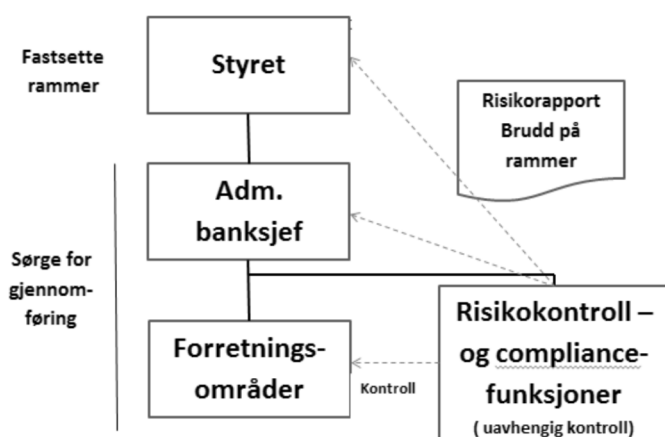 Fastsette
rammer
Styret
Risikorapport
Brudd på
rammer
Adm.
banksjef
Sørge for
gjennom-
føring
Forretnings-
områder
Kontroll
Risikokontroll –
og compliance-
funksjoner
( uavhengig kontroll)